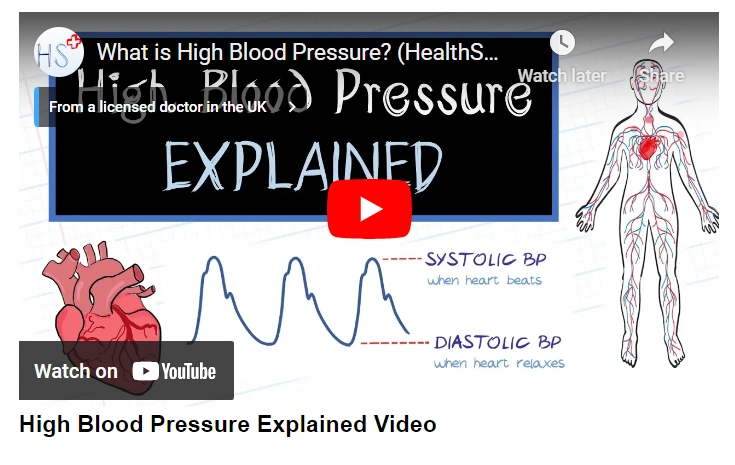 HS
What is High Blood Pressure? (HealthS...
Watch later
Share
From a licensed doctor in the UK
High Blood Pressure
EXPLAINED
SYSTOLIC BP
when heart beats
DIASTOLIC BP
when heart relaxes
Watch on YouTube
High Blood Pressure Explained Video